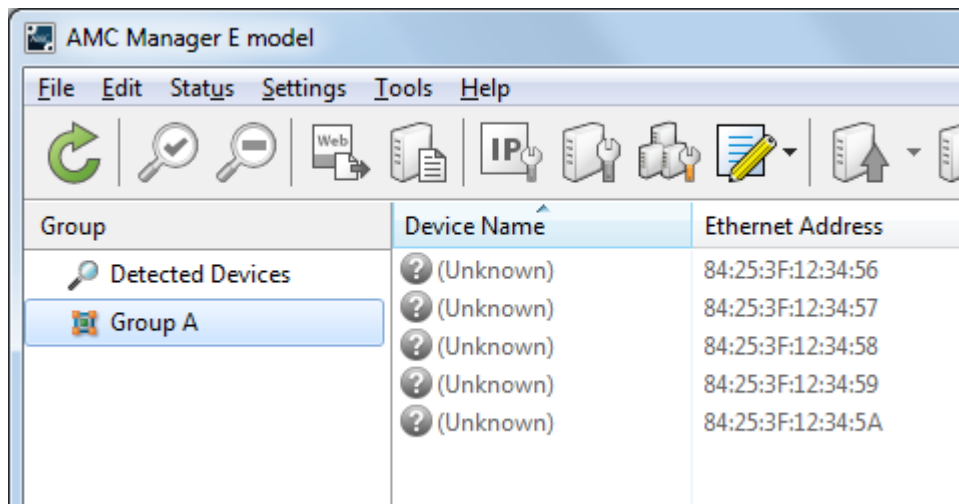 AMC Manager E model
File Edit Status Settings Tools Help
Web IP
Group Device Name Ethernet Address
Detected Devices (Unknown) 84:25:3F:12:34:56
Group A (Unknown) 84:25:3F:12:34:57
(Unknown) 84:25:3F:12:34:58
(Unknown) 84:25:3F:12:34:59
(Unknown) 84:25:3F:12:34:5A